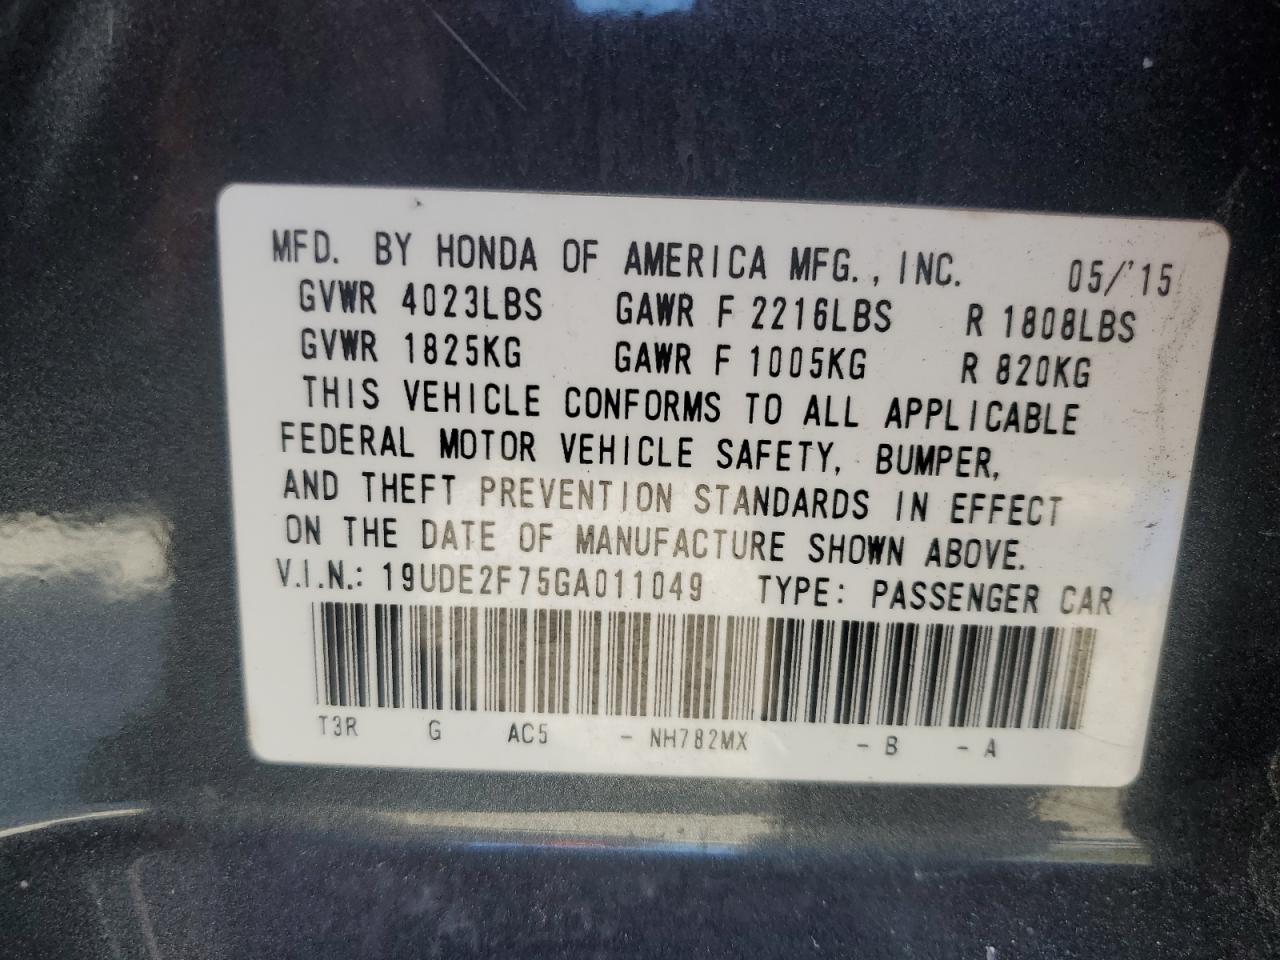 MFD. BY HONDA OF AMERICA MFG., INC. 05/'15
GVWR 4023LBS GAWR F 2216LBS R 1808LBS
GVWR 1825KG GAWR F 1005KG R 820KG
THIS VEHICLE CONFORMS TO ALL APPLICABLE
FEDERAL MOTOR VEHICLE SAFETY, BUMPER,
AND THEFT PREVENTION STANDARDS IN EFFECT
ON THE DATE OF MANUFACTURE SHOWN ABOVE.
V.I.N.: 19UDE2F75GA011049 TYPE: PASSENGER CAR
T3R G AC5 - NH782MX - B - A